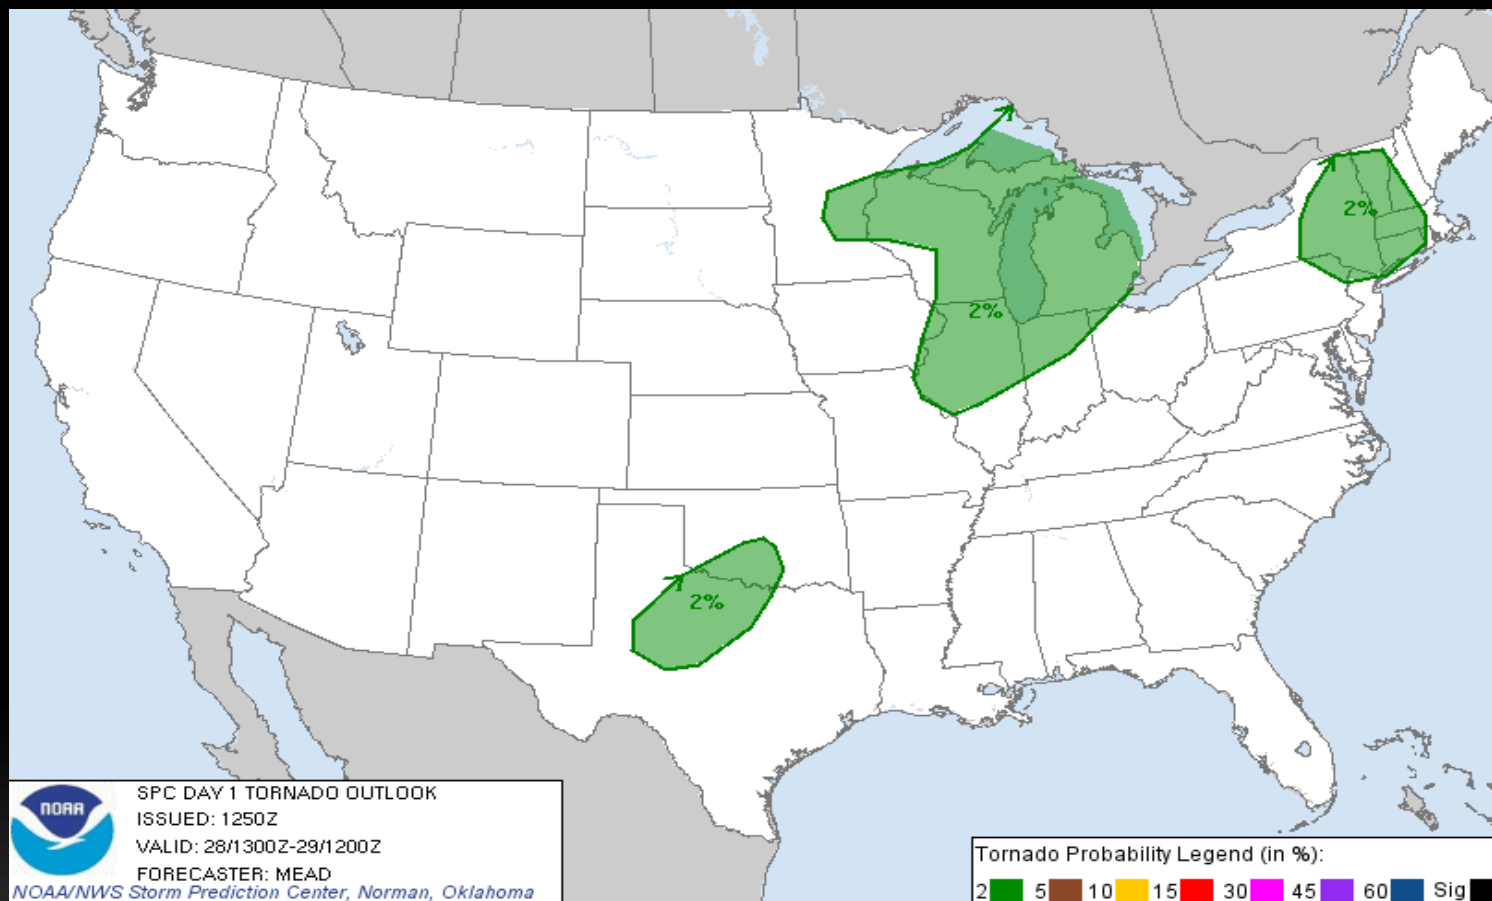 2%
2%
2%
NOAA
SPC DAY 1 TORNADO OUTLOOK
ISSUED: 1250Z
VALID: 28/1300Z-29/1200Z
FORECASTER: MEAD
NOAA/NWS Storm Prediction Center, Norman, Oklahoma
Tornado Probability Legend (in %):
2 5 10 15 30 45 60 Sig